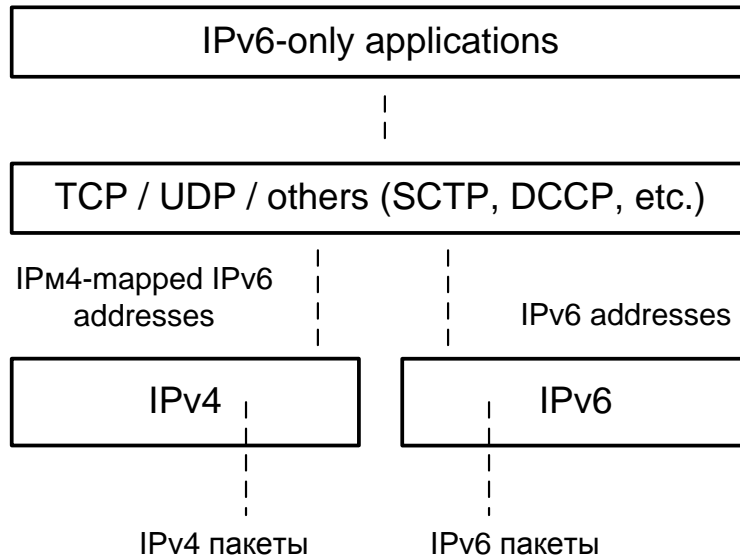 IPv6-only applications
TCP / UDP / others (SCTP, DCCP, etc.)
IPм4-mapped IPv6
addresses
IPv6 addresses
IPv4
IPv6
IPv4 пакеты
IPv6 пакеты